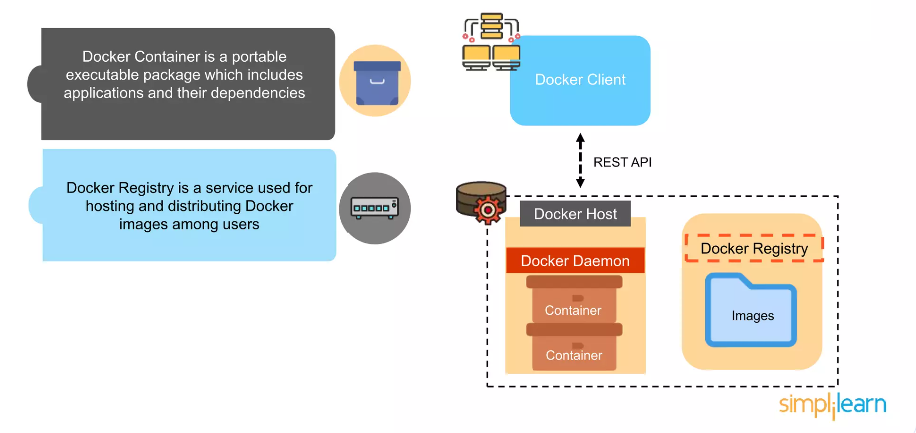 Docker Container is a portable
executable package which includes
applications and their dependencies
Docker Registry is a service used for
hosting and distributing Docker
images among users
Docker Client
REST API
Docker Host
Docker Daemon
Container
Container
Docker Registry
Images
simplilearn